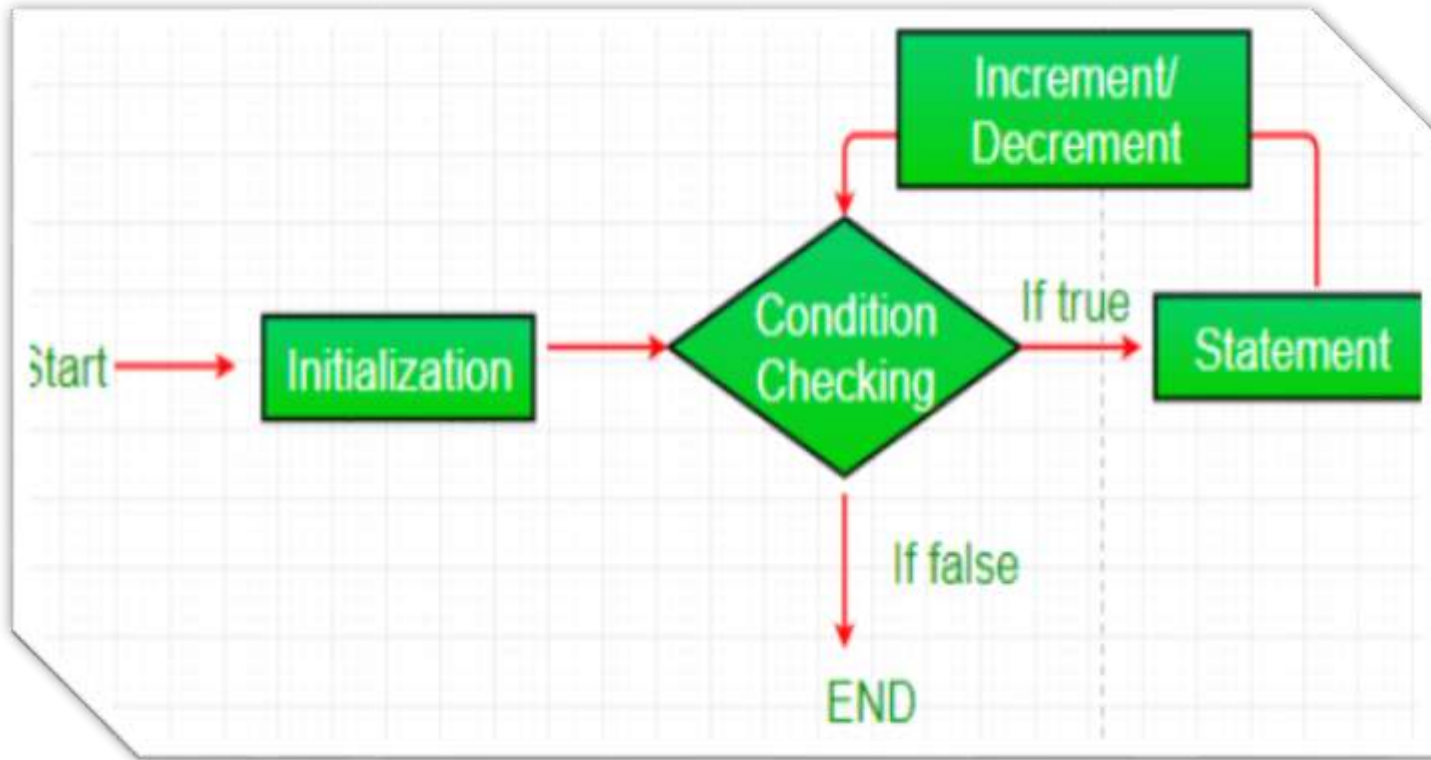 Increment/
Decrement
Condition
Checking
If true
Statement
Start
Initialization
If false
END